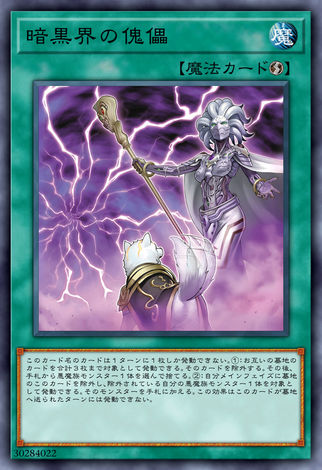 暗黒界の傀儡
魔
【魔法カード】
このカード名のカードは1ターンに1枚しか発動できない。①:お互いの墓地の
カードを合計3枚まで対象として発動できる。そのカードを除外する。その後、
手札から悪魔族モンスター1体を選んで捨てる。②:自分メインフェイズに墓地
のこのカードを除外し、除外されている自分の悪魔族モンスター1体を対象と
して発動できる。そのモンスターを手札に加える。この効果はこのカードが墓地
へ送られたターンには発動できない。
30284022